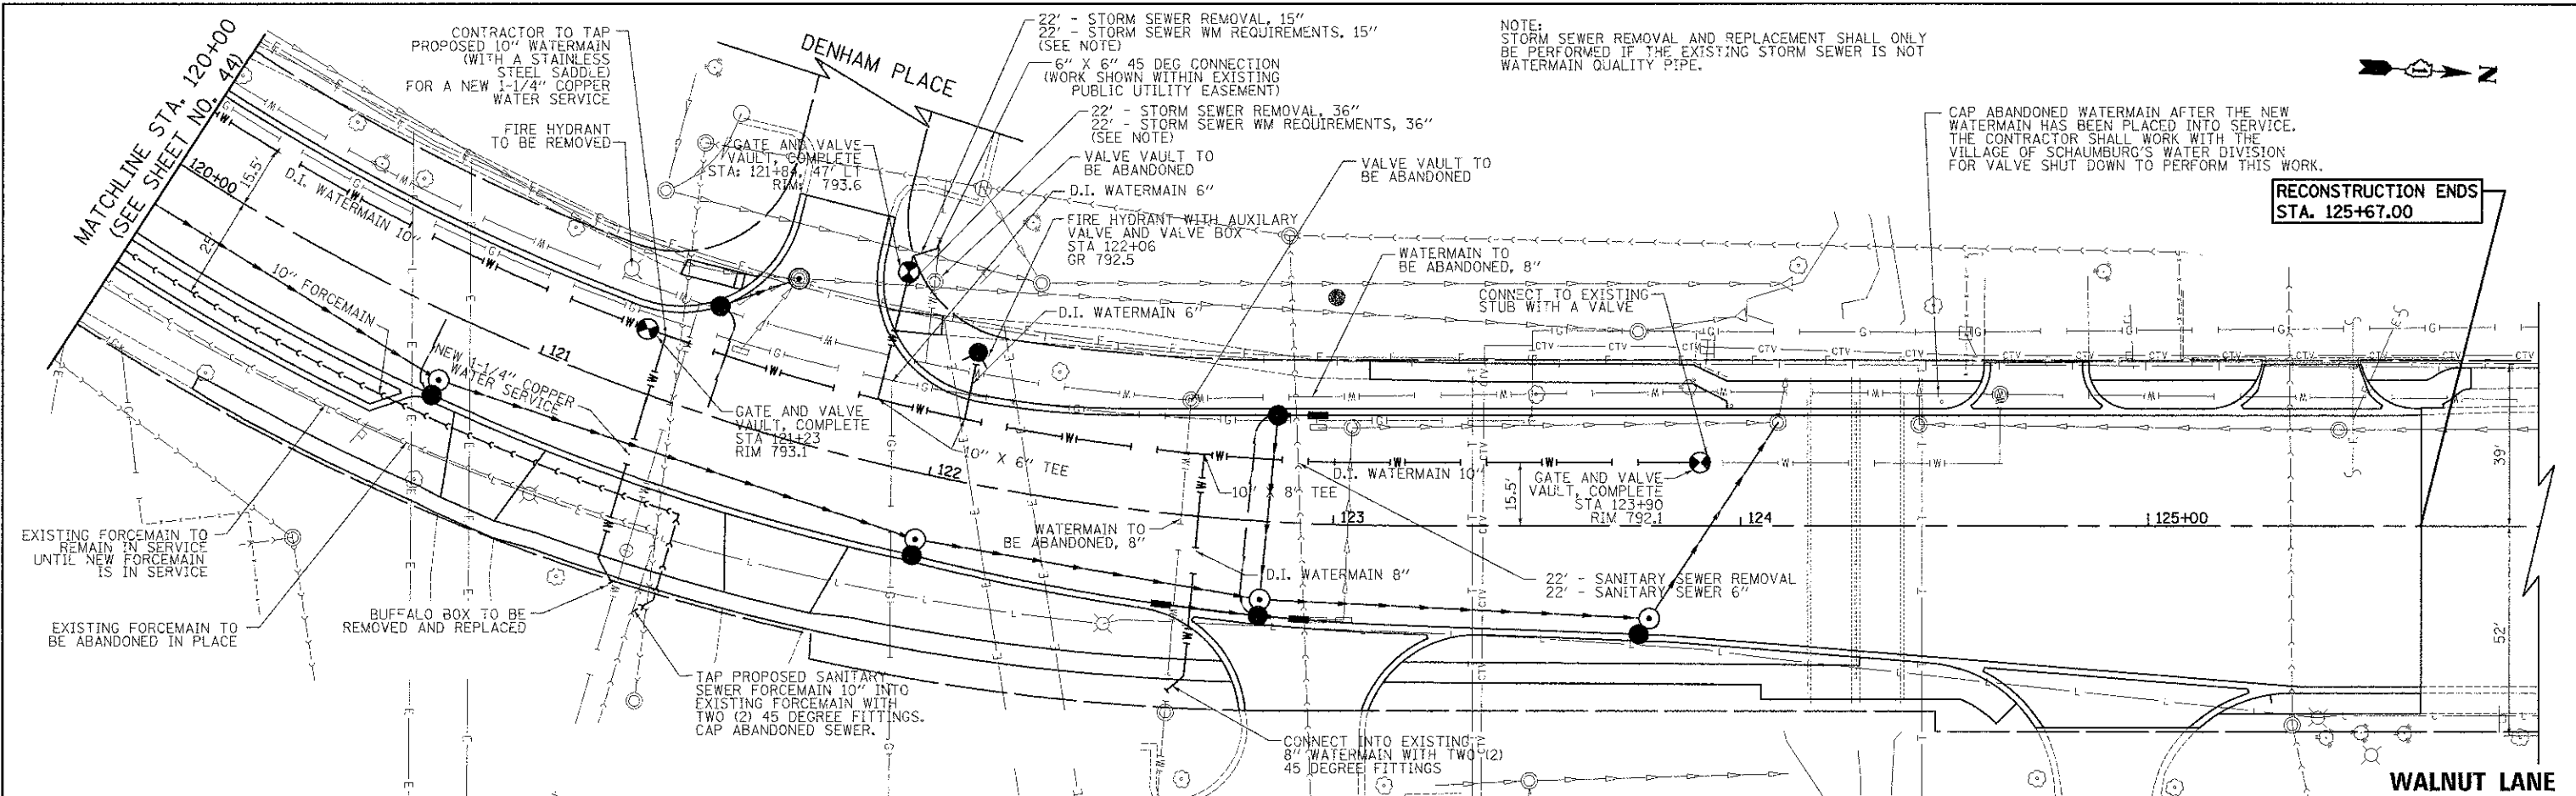 MATCHLINE STA. 120+00
(SEE SHEET NO. 44)
CONTRACTOR TO TAP
PROPOSED 10" WATERMAIN
(WITH A STAINLESS
STEEL SADDLE)
FOR A NEW 1-1/4" COPPER
WATER SERVICE
FIRE HYDRANT
TO BE REMOVED
DENHAM PLACE
GATE AND VALVE
VAULT, COMPLETE
STA: 121+84, 47' LT
RIM: 793.6
22' - STORM SEWER REMOVAL, 15"
22' - STORM SEWER WM REQUIREMENTS, 15"
(SEE NOTE)
6" X 6" 45 DEG CONNECTION
(WORK SHOWN WITHIN EXISTING
PUBLIC UTILITY EASEMENT)
22' - STORM SEWER REMOVAL, 36"
22' - STORM SEWER WM REQUIREMENTS, 36"
(SEE NOTE)
VALVE VAULT TO
BE ABANDONED
D.I. WATERMAIN 6"
FIRE HYDRANT WITH AUXILARY
VALVE AND VALVE BOX
STA 122+06
GR 792.5
D.I. WATERMAIN 6"
VALVE VAULT TO
BE ABANDONED
WATERMAIN TO
BE ABANDONED, 8"
CONNECT TO EXISTING
STUB WITH A VALVE
NOTE:
STORM SEWER REMOVAL AND REPLACEMENT SHALL ONLY
BE PERFORMED IF THE EXISTING STORM SEWER IS NOT
WATERMAIN QUALITY PIPE.
N
CAP ABANDONED WATERMAIN AFTER THE NEW
WATERMAIN HAS BEEN PLACED INTO SERVICE.
THE CONTRACTOR SHALL WORK WITH THE
VILLAGE OF SCHAUMBURG'S WATER DIVISION
FOR VALVE SHUT DOWN TO PERFORM THIS WORK.
RECONSTRUCTION ENDS
STA. 125+67.00
120+00
15.5'
25'
D.I. WATERMAIN 10"
10" FORCEMAIN
NEW 1-1/4" COPPER
WATER SERVICE
121
GATE AND VALVE
VAULT, COMPLETE
STA 121+23
RIM 793.1
10" X 6" TEE
122
10" X 8" TEE
D.I. WATERMAIN 10"
15.5'
GATE AND VALVE
VAULT, COMPLETE
STA 123+90
RIM 792.1
123
124
125+00
39'
52'
WATERMAIN TO
BE ABANDONED, 8"
D.I. WATERMAIN 8"
22' - SANITARY SEWER REMOVAL
22' - SANITARY SEWER 6"
EXISTING FORCEMAIN TO
REMAIN IN SERVICE
UNTIL NEW FORCEMAIN
IS IN SERVICE
EXISTING FORCEMAIN TO
BE ABANDONED IN PLACE
BUFFALO BOX TO BE
REMOVED AND REPLACED
TAP PROPOSED SANITARY
SEWER FORCEMAIN 10" INTO
EXISTING FORCEMAIN WITH
TWO (2) 45 DEGREE FITTINGS.
CAP ABANDONED SEWER.
CONNECT INTO EXISTING
8" WATERMAIN WITH TWO (2)
45 DEGREE FITTINGS
WALNUT LANE